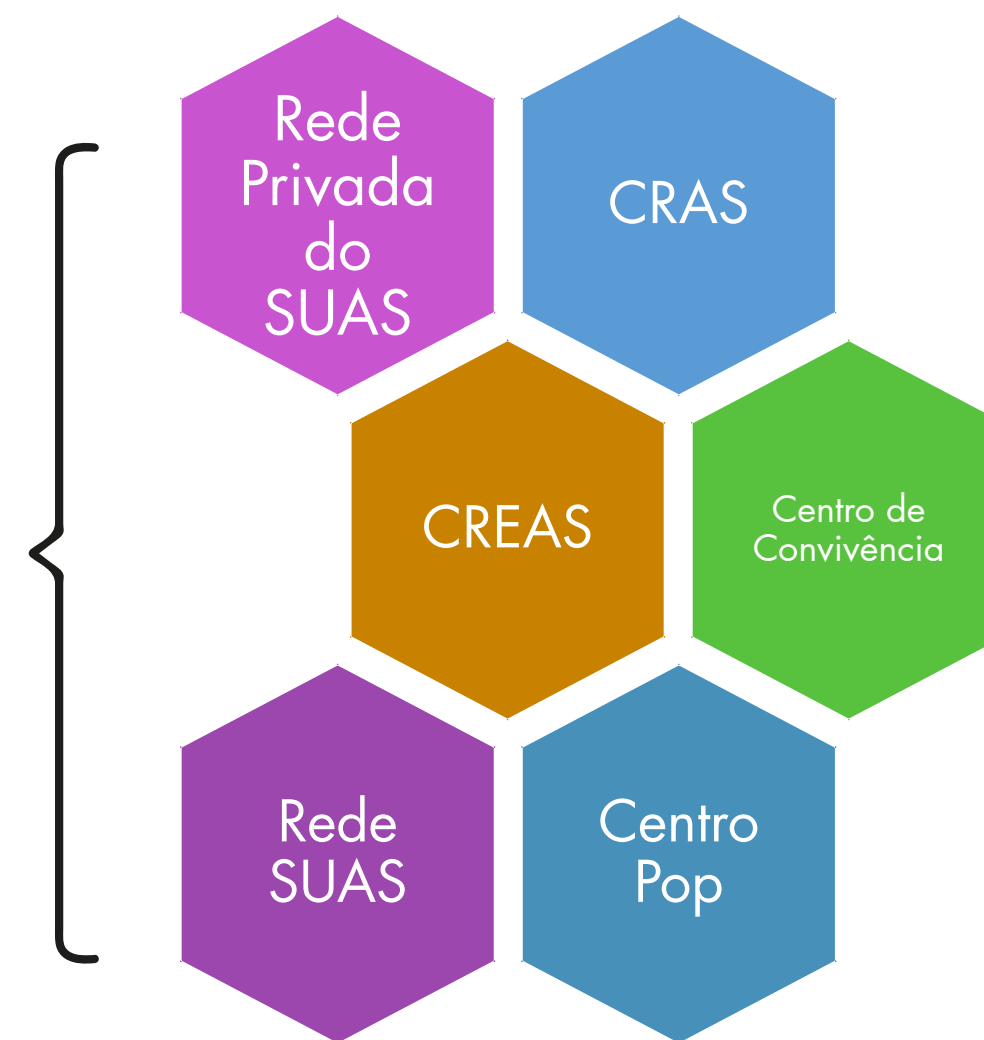 Rede
Privada
do
SUAS
CRAS
CREAS
Centro de
Convivência
Rede
SUAS
Centro
Pop